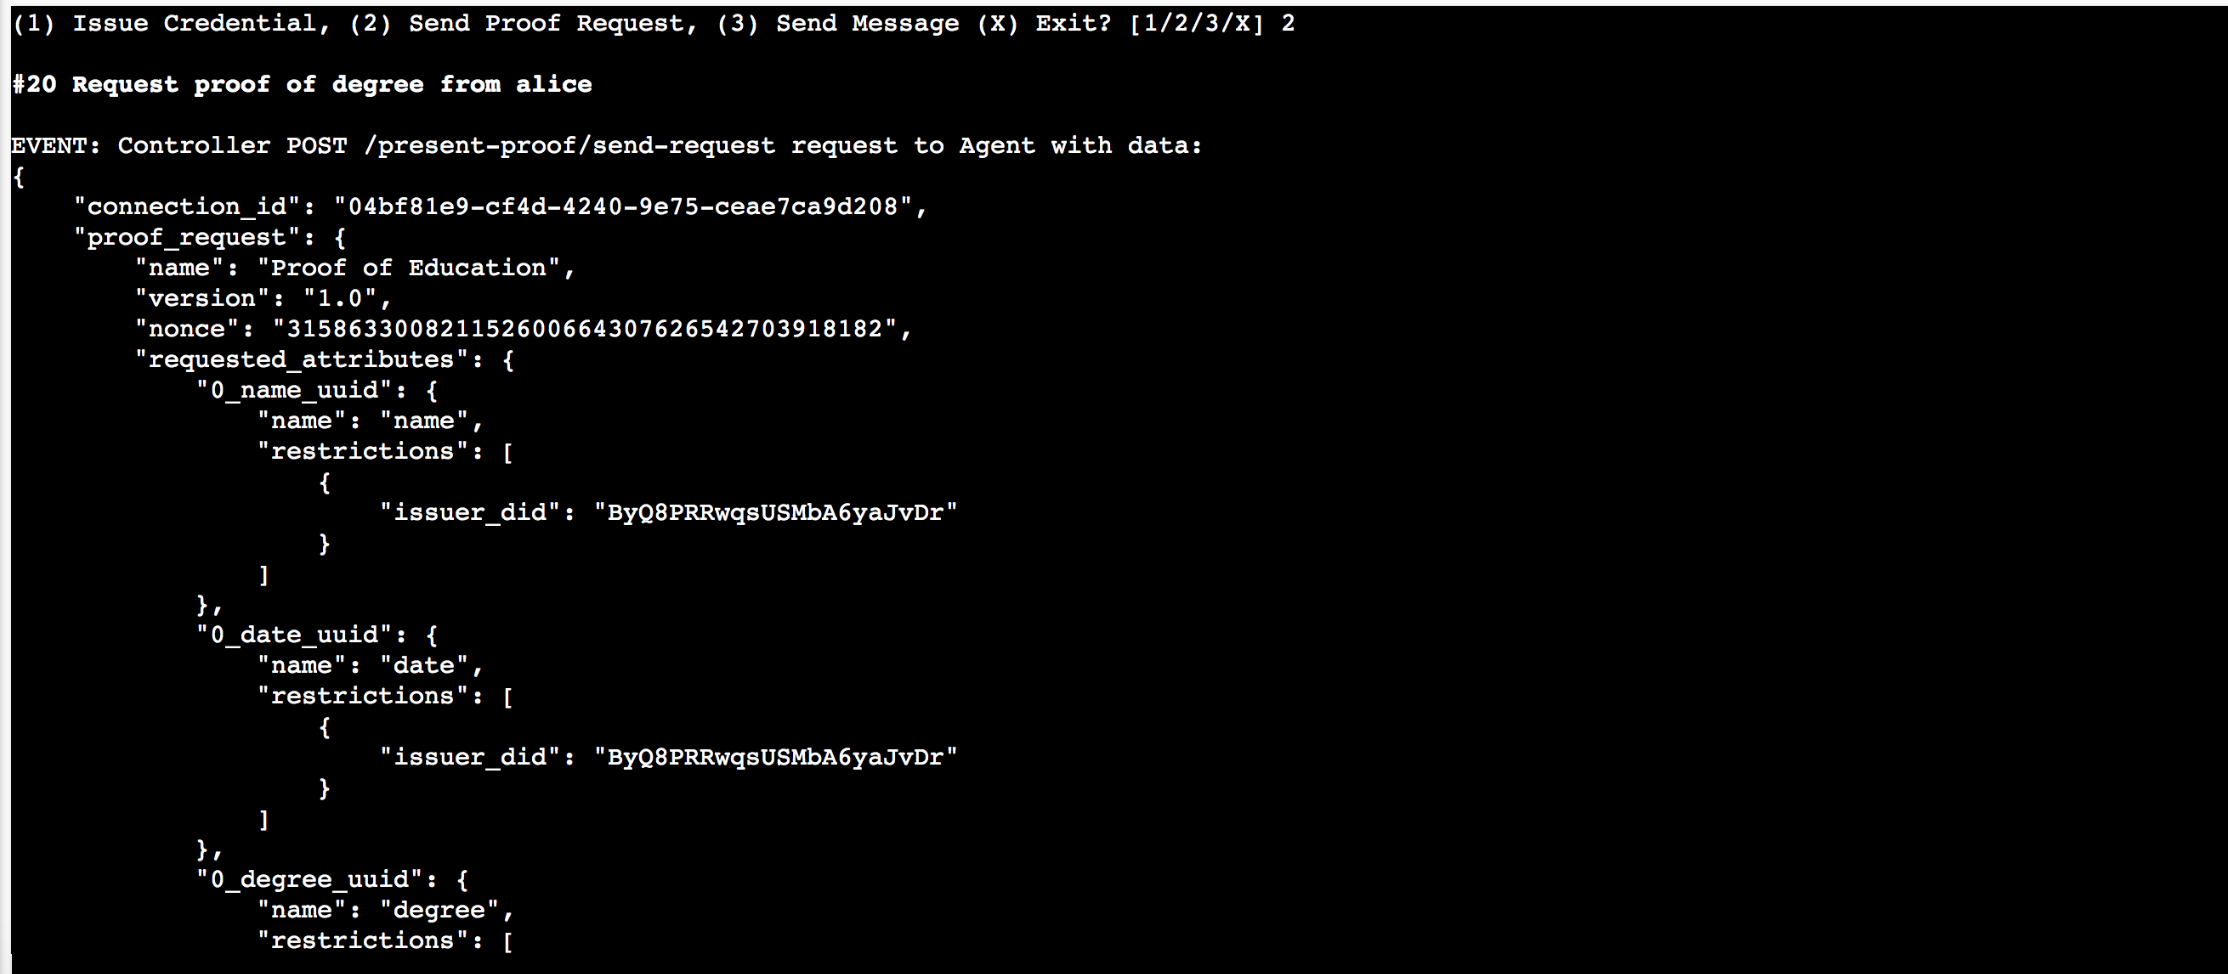 (1) Issue Credential, (2) Send Proof Request, (3) Send Message (X) Exit? [1/2/3/X] 2
#20 Request proof of degree from alice
EVENT: Controller POST /present-proof/send-request request to Agent with data:
{
    "connection_id": "04bf81e9-cf4d-4240-9e75-ceae7ca9d208",
    "proof_request": {
        "name": "Proof of Education",
        "version": "1.0",
        "nonce": "315863300821152600664307626542703918182",
        "requested_attributes": {
            "0_name_uuid": {
                "name": "name",
                "restrictions": [
                    {
                        "issuer_did": "ByQ8PRRwqsUSMbA6yaJvDr"
                    }
                ]
            },
            "0_date_uuid": {
                "name": "date",
                "restrictions": [
                    {
                        "issuer_did": "ByQ8PRRwqsUSMbA6yaJvDr"
                    }
                ]
            },
            "0_degree_uuid": {
                "name": "degree",
                "restrictions": [